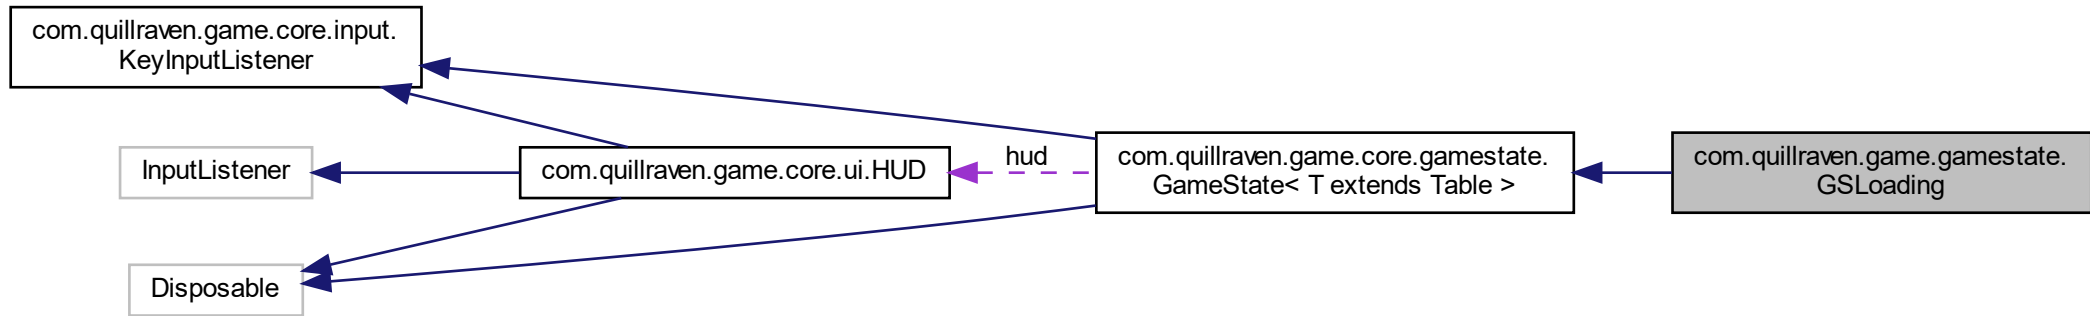 com.quillraven.game.core.input.
KeyInputListener
InputListener
Disposable
com.quillraven.game.core.ui.HUD
hud
com.quillraven.game.core.gamestate.
GameState< T extends Table >
com.quillraven.game.gamestate.
GSLoading